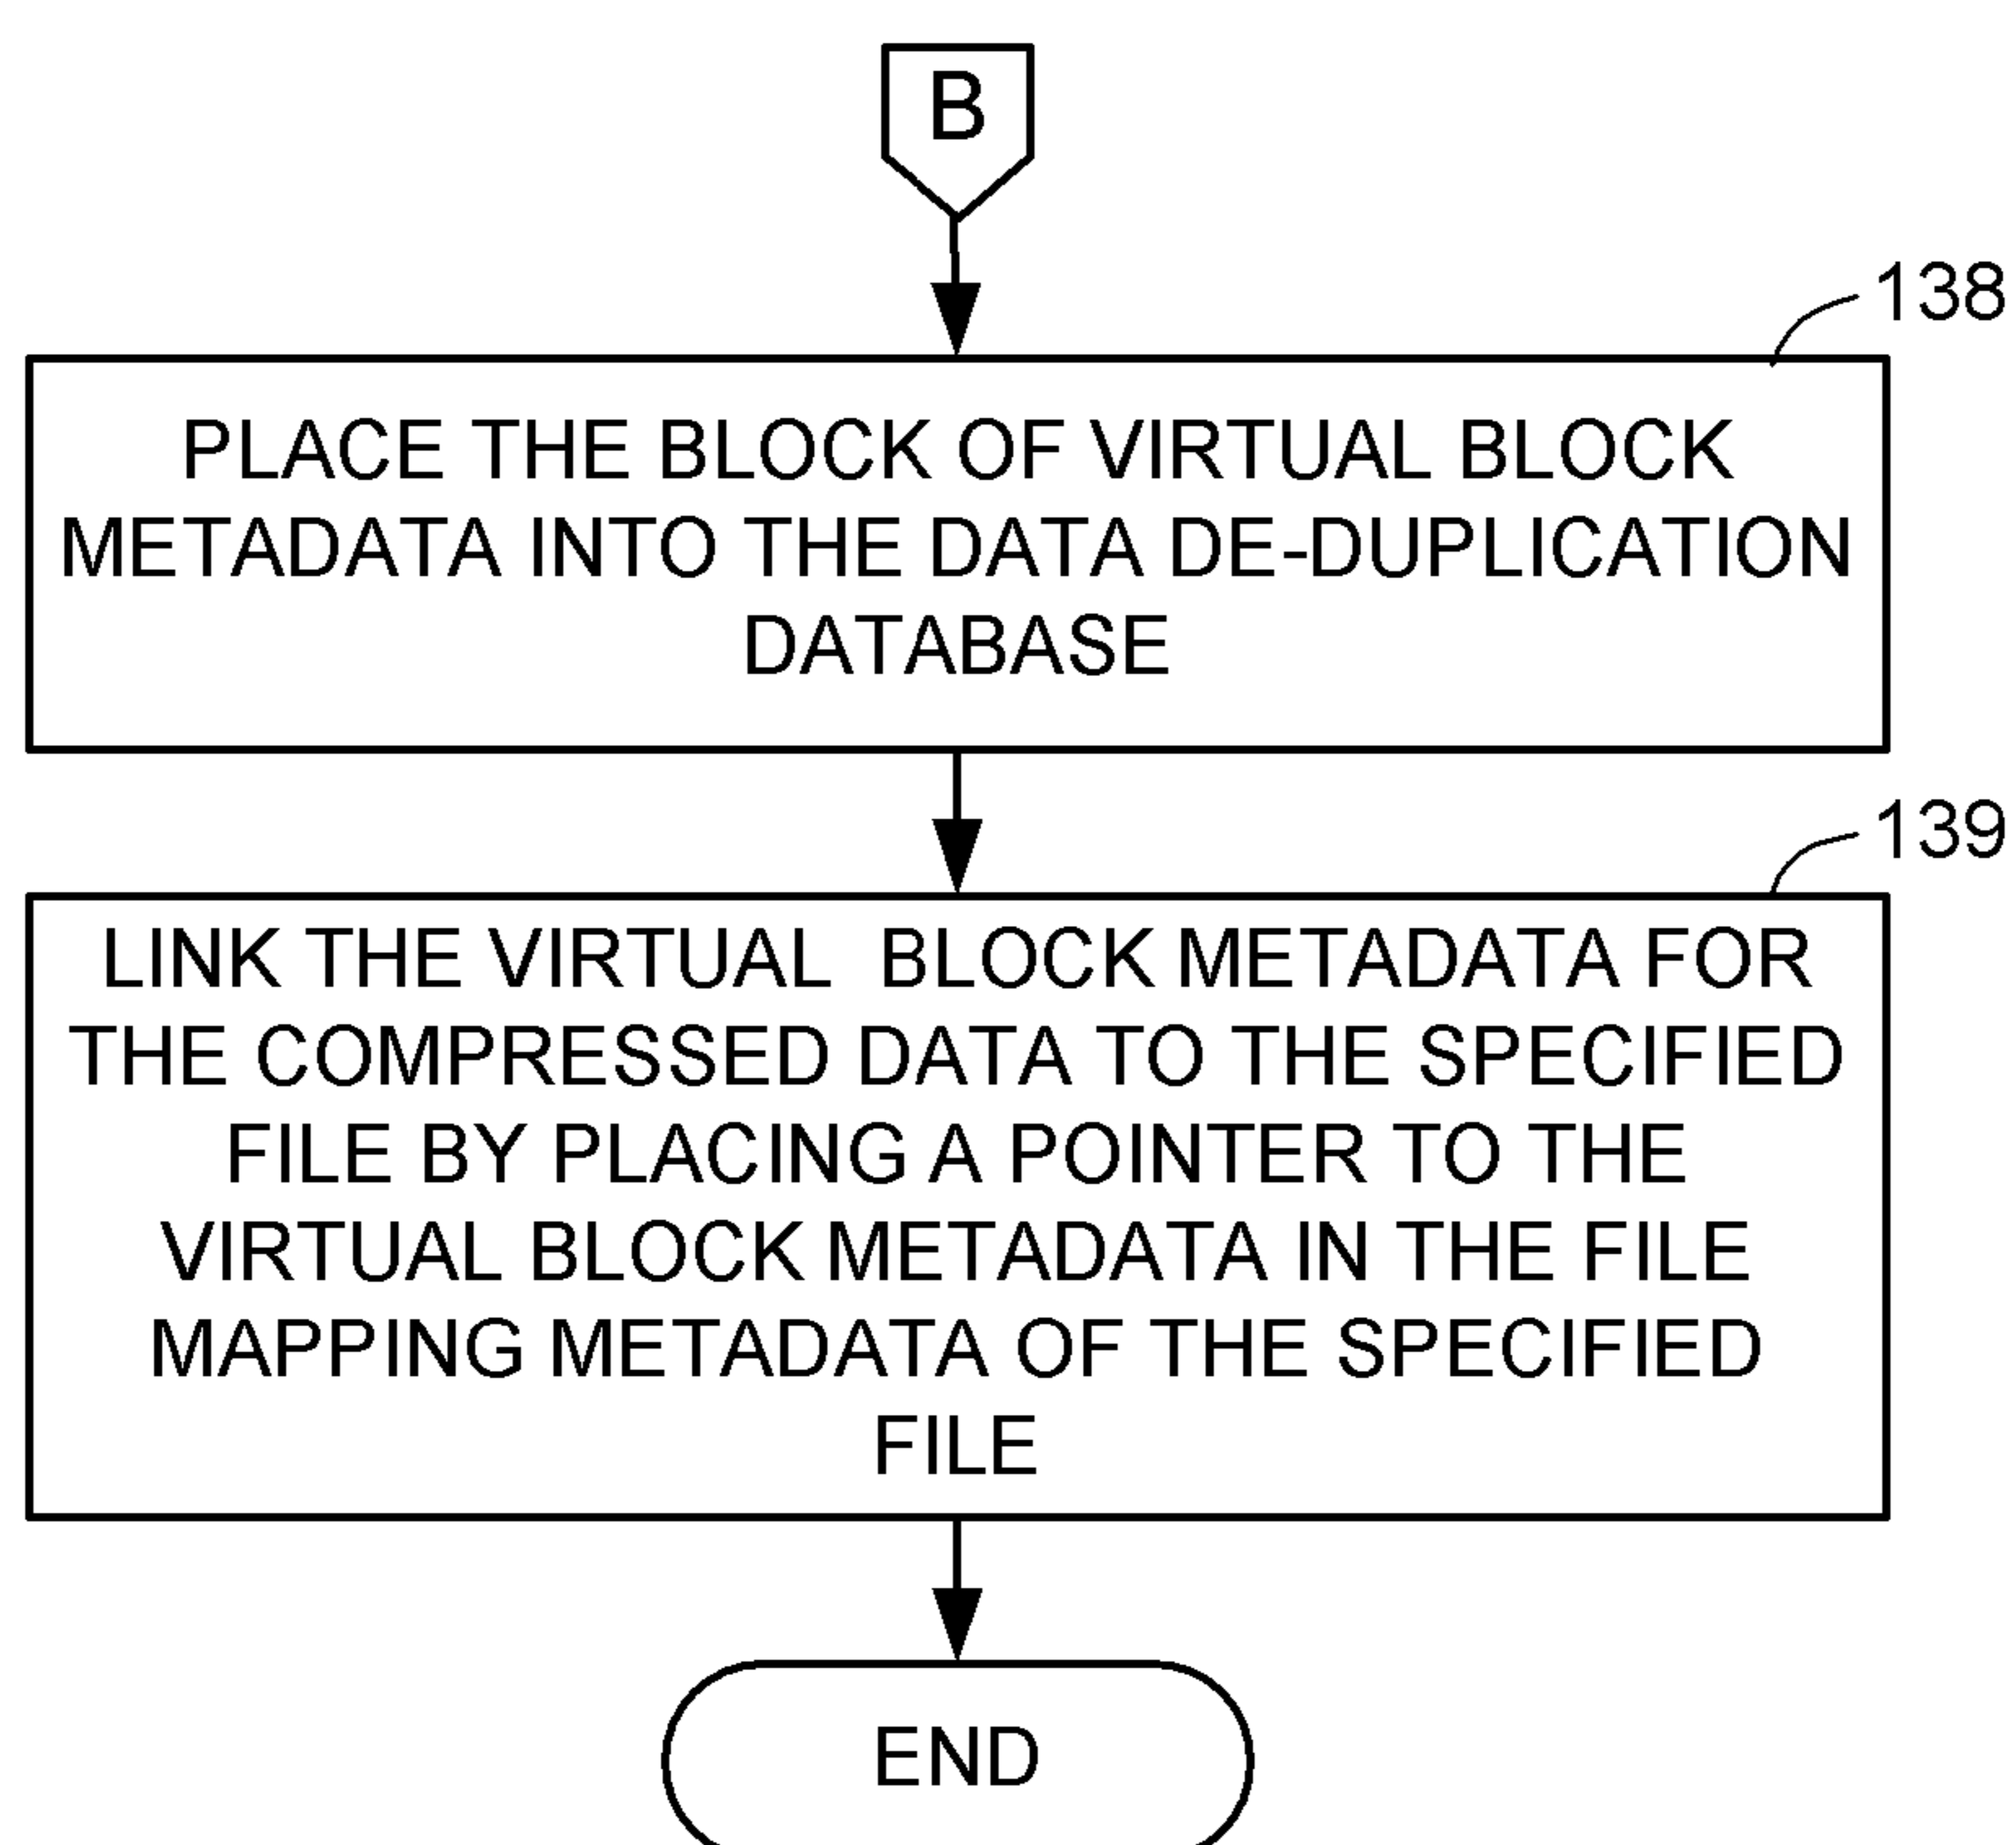 B
138
PLACE THE BLOCK OF VIRTUAL BLOCK
METADATA INTO THE DATA DE-DUPLICATION
DATABASE
139
LINK THE VIRTUAL BLOCK METADATA FOR
THE COMPRESSED DATA TO THE SPECIFIED
FILE BY PLACING A POINTER TO THE
VIRTUAL BLOCK METADATA IN THE FILE
MAPPING METADATA OF THE SPECIFIED
FILE
END